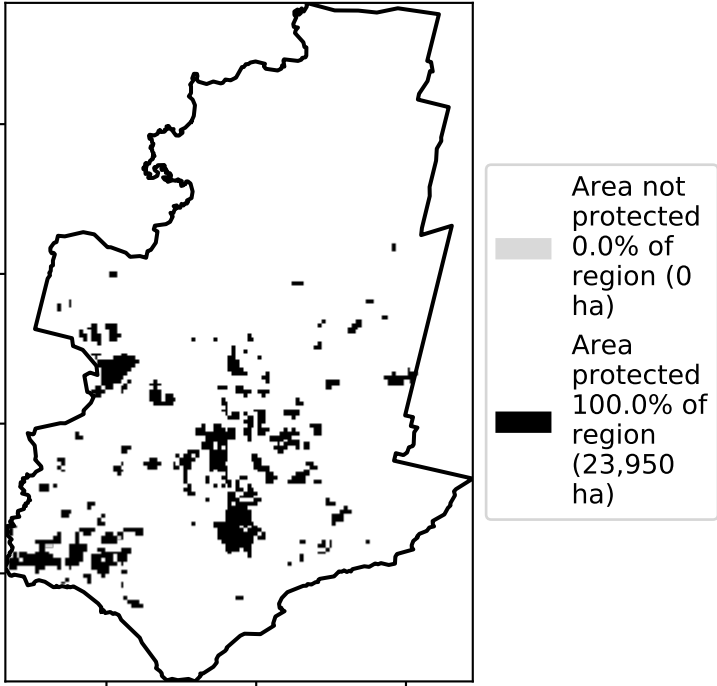 Area not
protected
0.0% of
region (0
ha)
Area
protected
100.0% of
region
(23,950
ha)